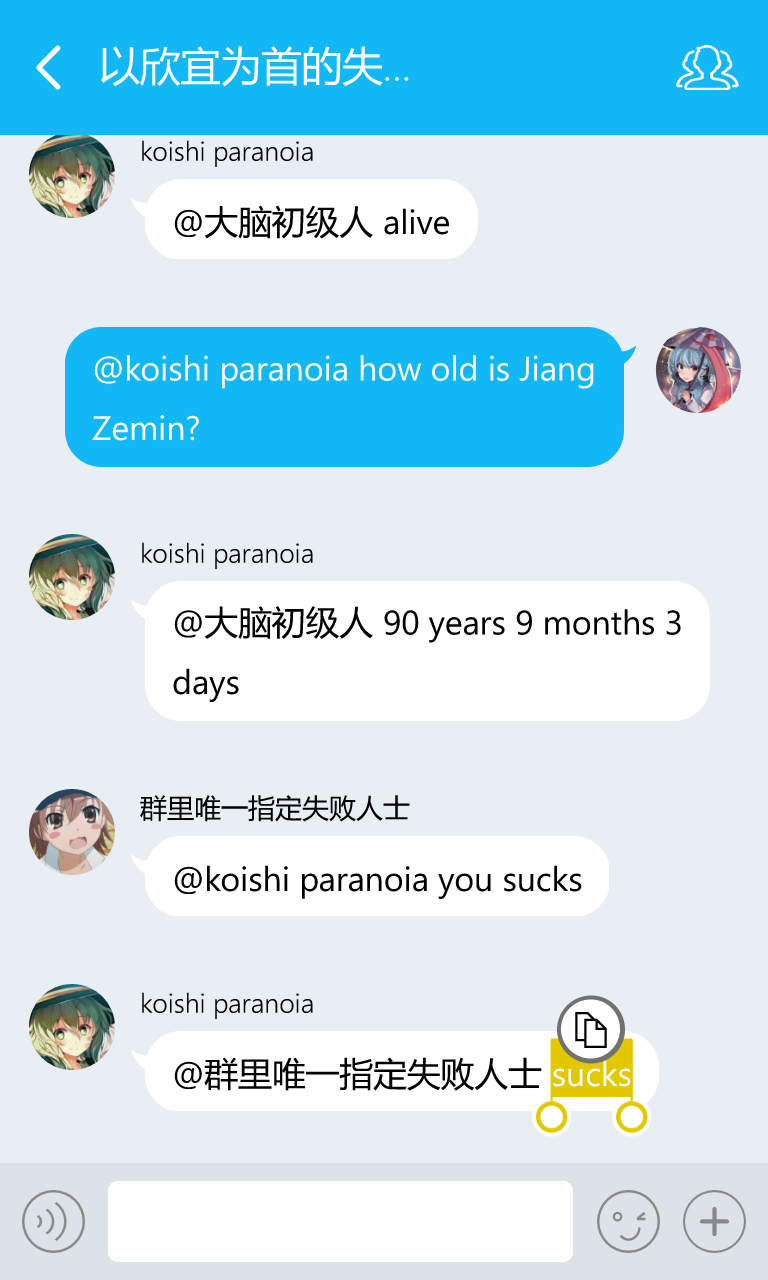 以欣宜为首的失...
koishi paranoia
@大脑初级人 alive
@koishi paranoia how old is Jiang
Zemin?
koishi paranoia
@大脑初级人 90 years 9 months 3
days
群里唯一指定失败人士
@koishi paranoia you sucks
koishi paranoia
@群里唯一指定失败人士 sucks